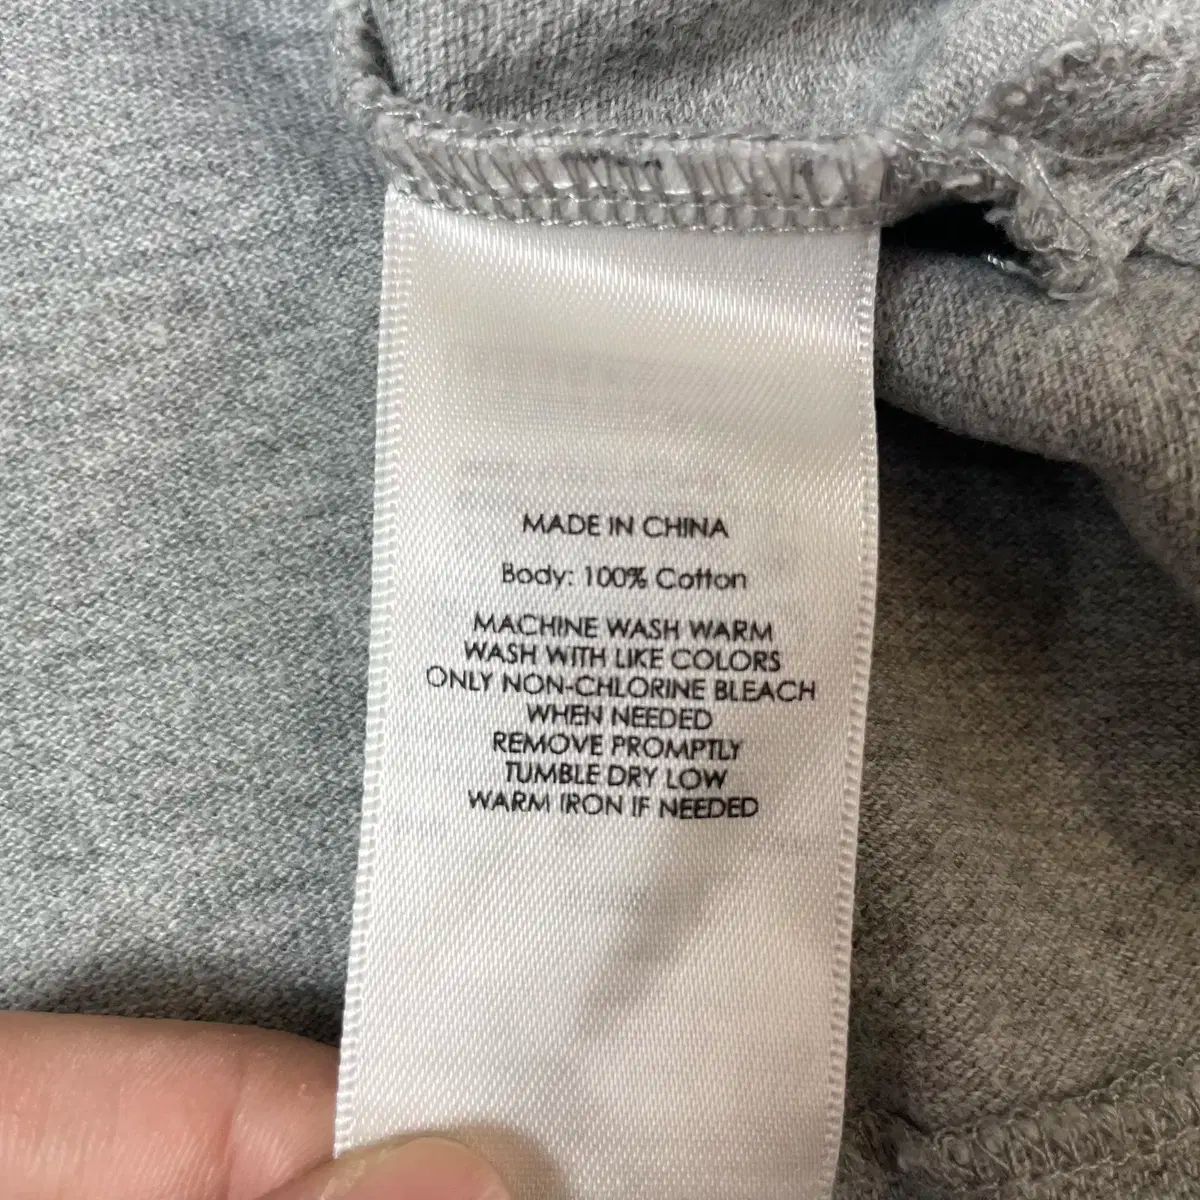 MADE IN CHINA
Body: 100% Cotton
MACHINE WASH WARM
WASH WITH LIKE COLORS
ONLY NON-CHLORINE BLEACH
WHEN NEEDED
REMOVE PROMPTLY
TUMBLE DRY LOW
WARM IRON IF NEEDED